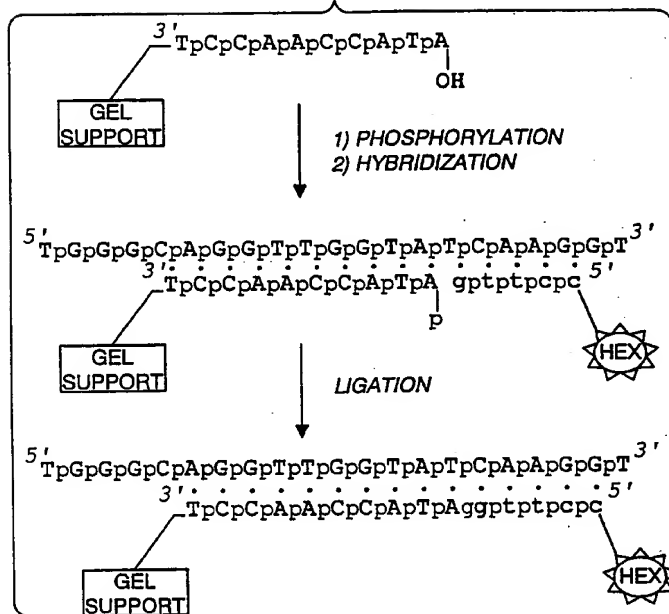 3'
TpCpCpApApCpCpApTpA
OH
GEL
SUPPORT
1) PHOSPHORYLATION
2) HYBRIDIZATION
5' TpGpGpGpCpApGpGpTpTpGpGpTpApTpCpApApGpGpT 3'
3' TpCpCpApApCpCpApTpA gptptpcpc 5'
p
GEL
SUPPORT
HEX
LIGATION
5' TpGpGpGpCpApGpGpTpTpGpGpTpApTpCpApApGpGpT 3'
3' TpCpCpApApCpCpApTpAggptptpcpc 5'
GEL
SUPPORT
HEX